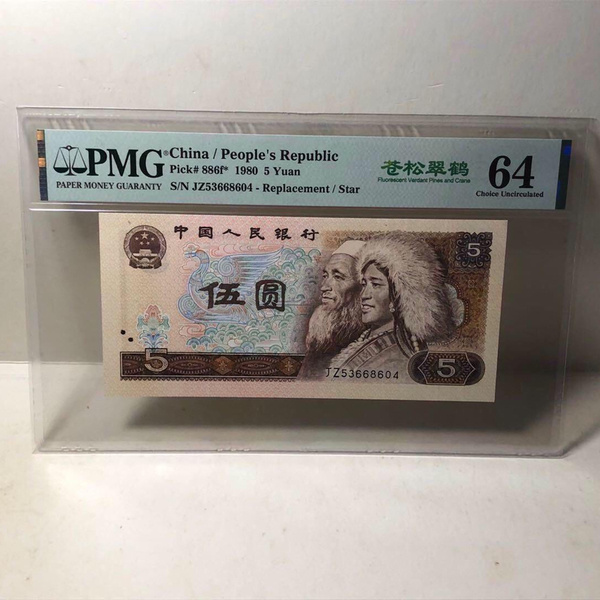 PMG
PAPER MONEY GUARANTY
China / People's Republic
Pick# 886f* 1980 5 Yuan
S/N JZ53668604 - Replacement / Star
苍松翠鹤
Fluorescent Verdant Pines and Crane
64
Choice Uncirculated
中国人民银行
5
伍圆
JZ53668604
5
5